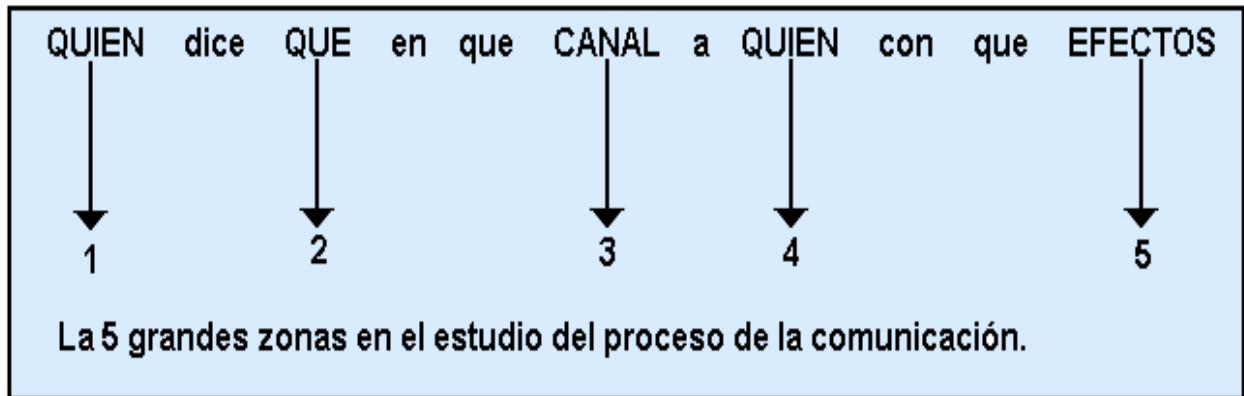 QUIEN dice QUE en que CANAL a QUIEN con que EFECTOS
1 2 3 4 5
La 5 grandes zonas en el estudio del proceso de la comunicación.